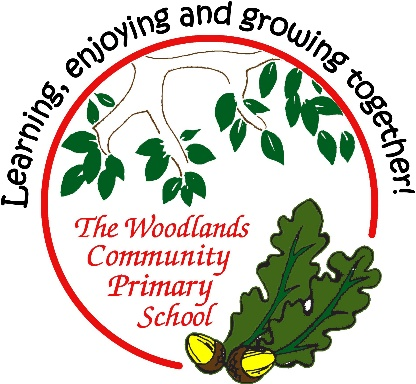 Learning, enjoying and growing together!
The Woodlands
Community
Primary
School